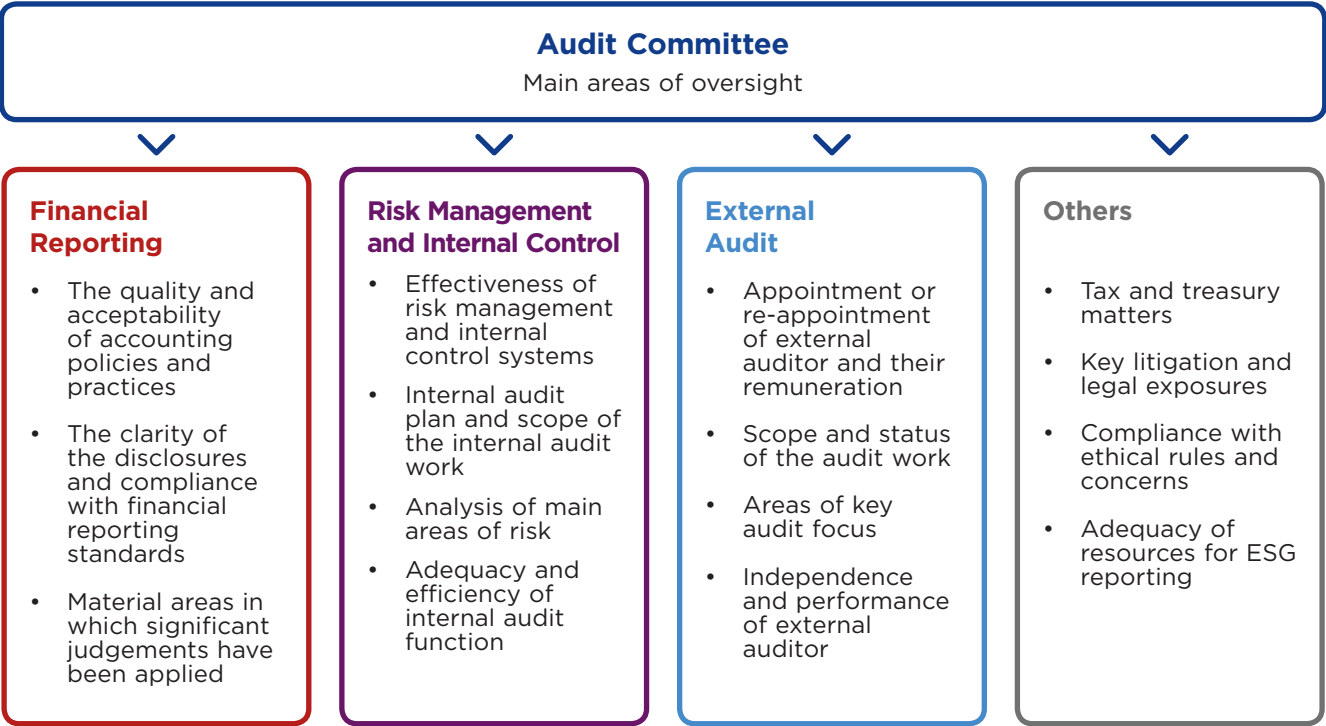 Audit Committee
Main areas of oversight
Financial
Reporting
• The quality and
acceptability
of accounting
policies and
practices
• The clarity of
the disclosures
and compliance
with financial
reporting
standards
• Material areas in
which significant
judgements have
been applied
Risk Management
and Internal Control
• Effectiveness of
risk management
and internal
control systems
• Internal audit
plan and scope of
the internal audit
work
• Analysis of main
areas of risk
• Adequacy and
efficiency of
internal audit
function
External
Audit
• Appointment or
re-appointment
of external
auditor and their
remuneration
• Scope and status
of the audit work
• Areas of key
audit focus
• Independence
and performance
of external
auditor
Others
• Tax and treasury
matters
• Key litigation and
legal exposures
• Compliance with
ethical rules and
concerns
• Adequacy of
resources for ESG
reporting